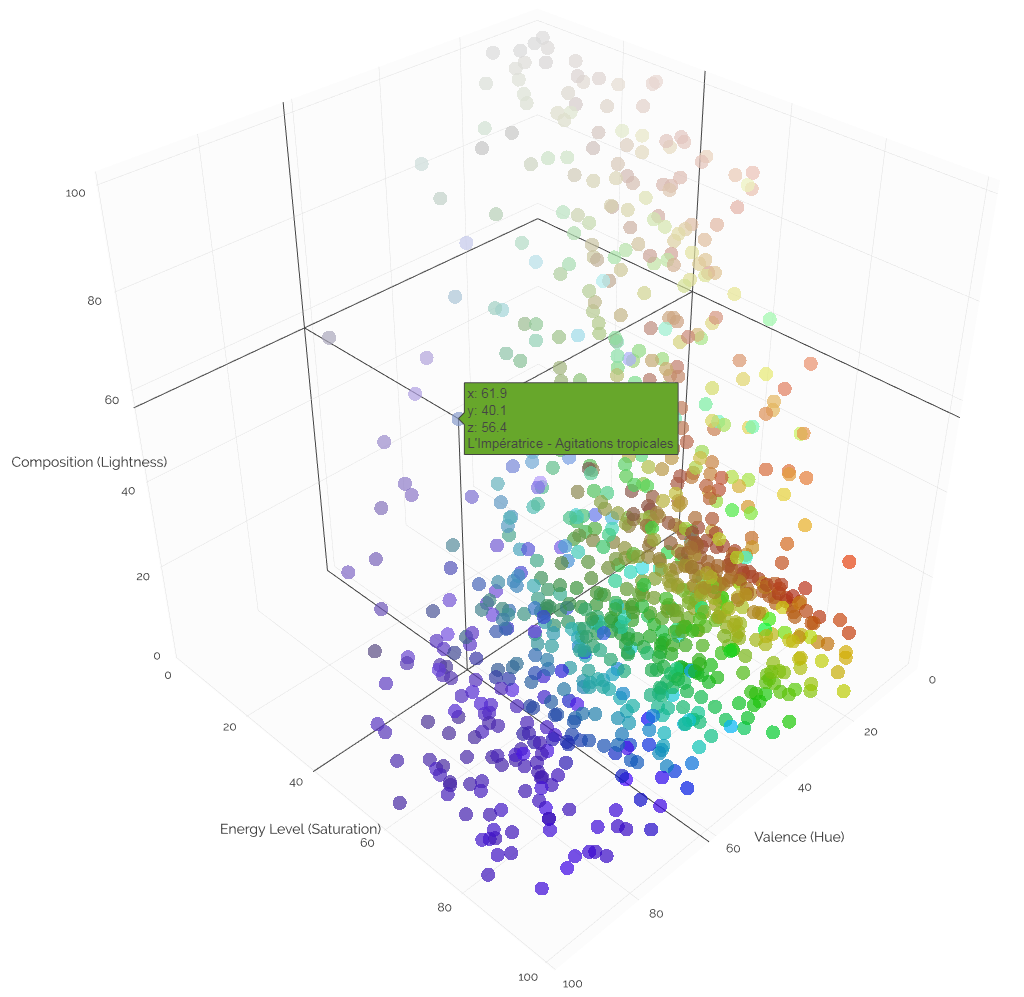 100
80
60
x: 61.9
y: 40.1
z: 56.4
L'Impératrice - Agitations tropicales
Composition (Lightness)
40
20
0
0
20
40
Energy Level (Saturation)
60
80
100
0
20
40
Valence (Hue)
60
80
100